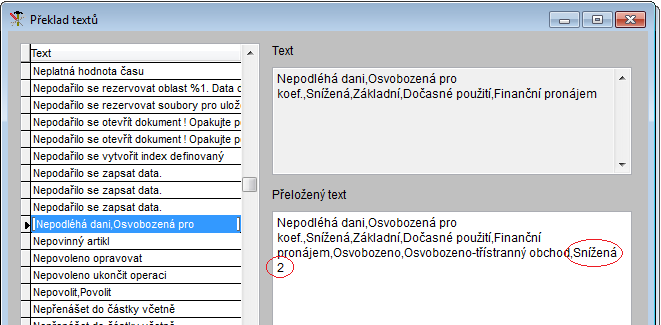 Překlad textů
Text
Neplatná hodnota času
Nepodařilo se rezervovat oblast %1. Data
Nepodařilo se rezervovat soubory pro
Nepodařilo se otevřít dokument ! Opakujte
Nepodařilo se otevřít dokument ! Opakujte
Nepodařilo se vytvořit index definovaný
Nepodařilo se zapsat data.
Nepodařilo se zapsat data.
Nepodařilo se zapsat data.
Nepodléhá dani,Osvobozená pro
Nepovinný artikl
Nepovoleno opravovat
Nepovoleno ukončit operaci
Nepovolit,Povolit
Nepřenášet do částky včetně
Text
Nepodléhá dani,Osvobozená pro
koef.,Snížená,Základní,Dočasné použití,Finanční pronájem
Přeložený text
Nepodléhá dani,Osvobozená pro
koef.,Snížená,Základní,Dočasné použití,Finanční
pronájem,Osvobozeno,Osvobozeno-třístranný obchod,Snížená
2